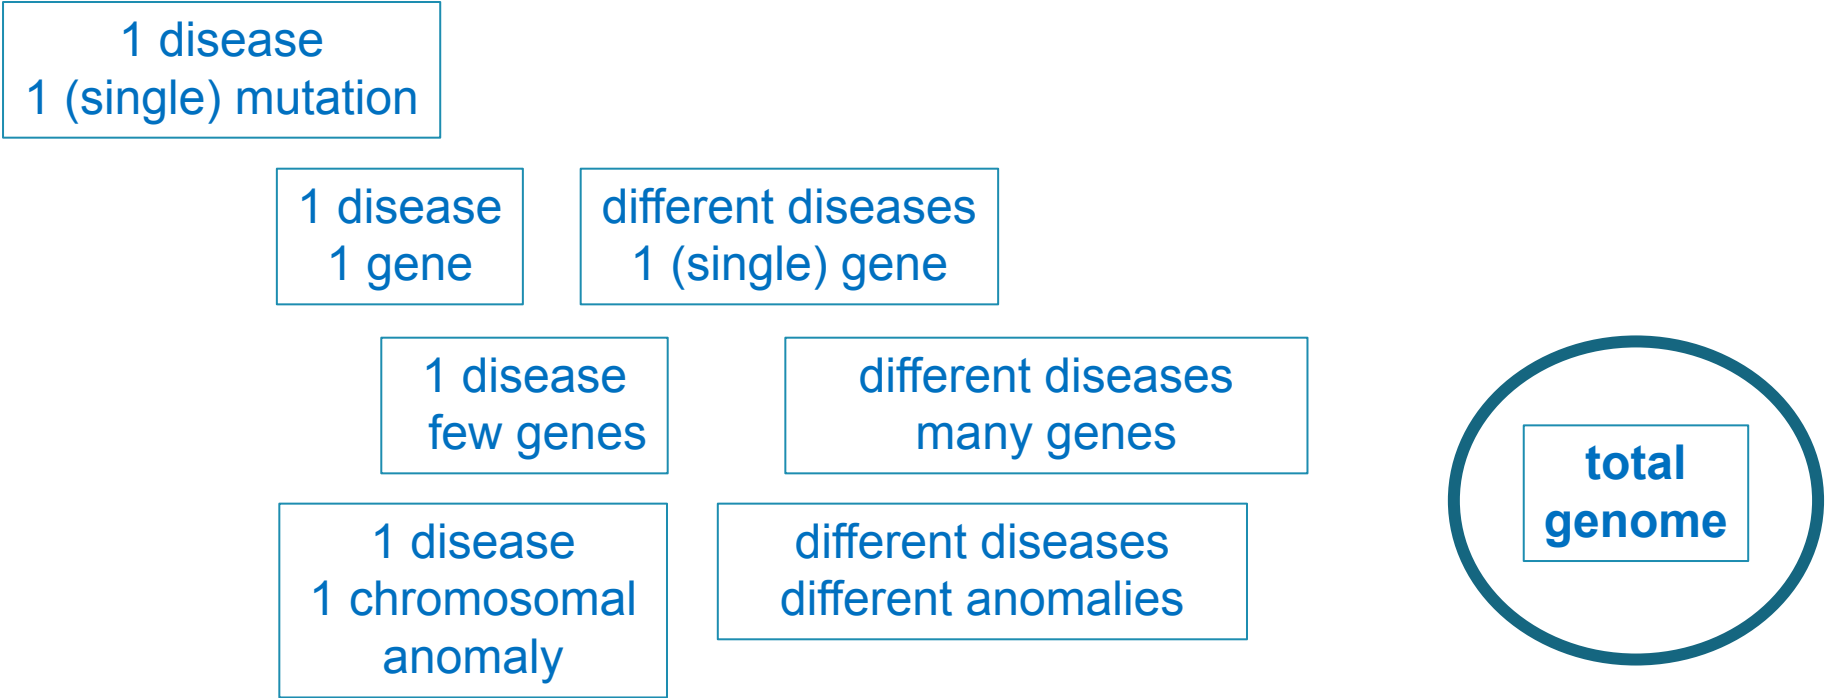 1 disease
1 (single) mutation
1 disease
1 gene
different diseases
1 (single) gene
1 disease
few genes
different diseases
many genes
total
genome
1 disease
1 chromosomal
anomaly
different diseases
different anomalies